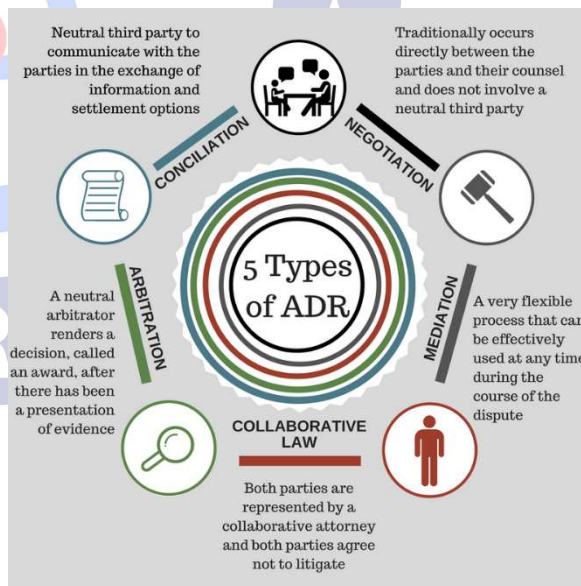 Neutral third party to
communicate with the
parties in the exchange of
information and
settlement options
CONCILIATION
Traditionally occurs
directly between the
parties and their counsel
and does not involve a
neutral third party
NEGOTIATION
5 Types
of ADR
ARBITRATION
A neutral
arbitrator
renders a
decision, called
an award, after
there has been
a presentation
of evidence
MEDIATION
A very flexible
process that can
be effectively
used at any time
during the
course of the
dispute
COLLABORATIVE
LAW
Both parties are
represented by a
collaborative attorney
and both parties agree
not to litigate